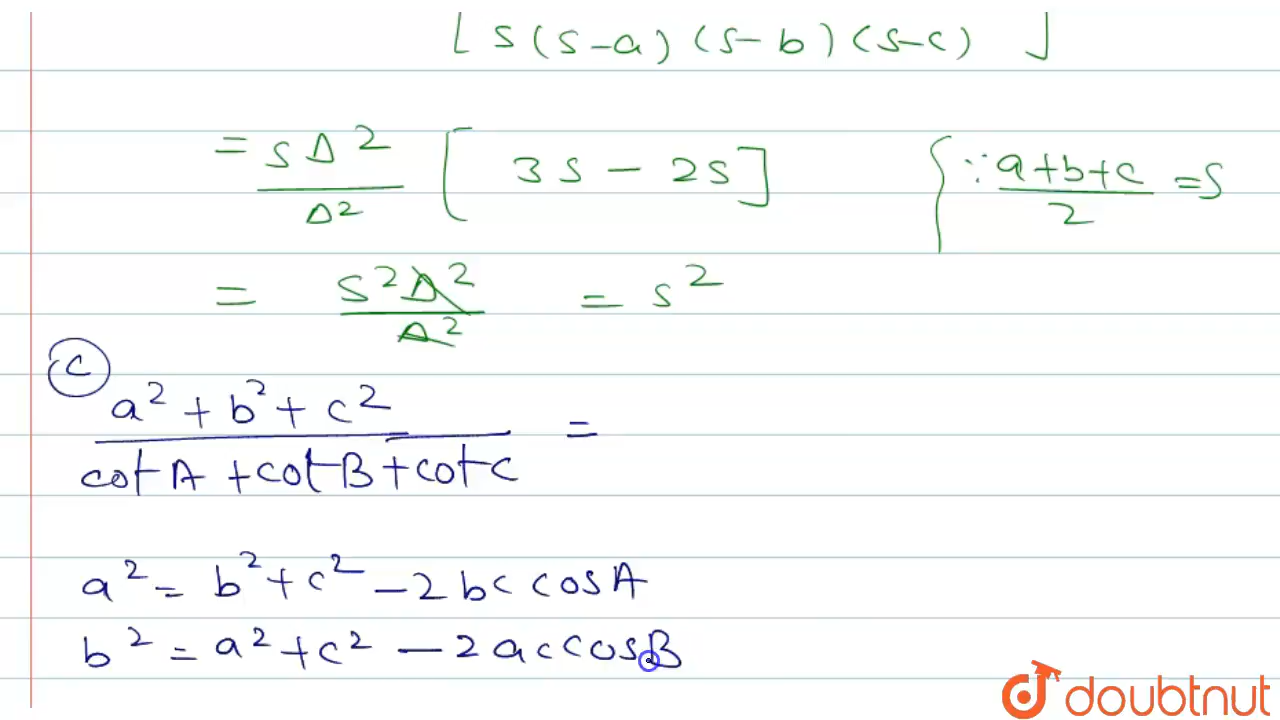 [ s(s-a)(s-b)(s-c) ]
= sΔ²/Δ² [ 3s - 2s] { ∵ a+b+c/2 = S
= s²Δ²/Δ² = s²
c
a² + b² + c² / cot A + cot B + cot C =
a² = b² + c² - 2bc cos A
b² = a² + c² - 2ac cos B
doubtnut